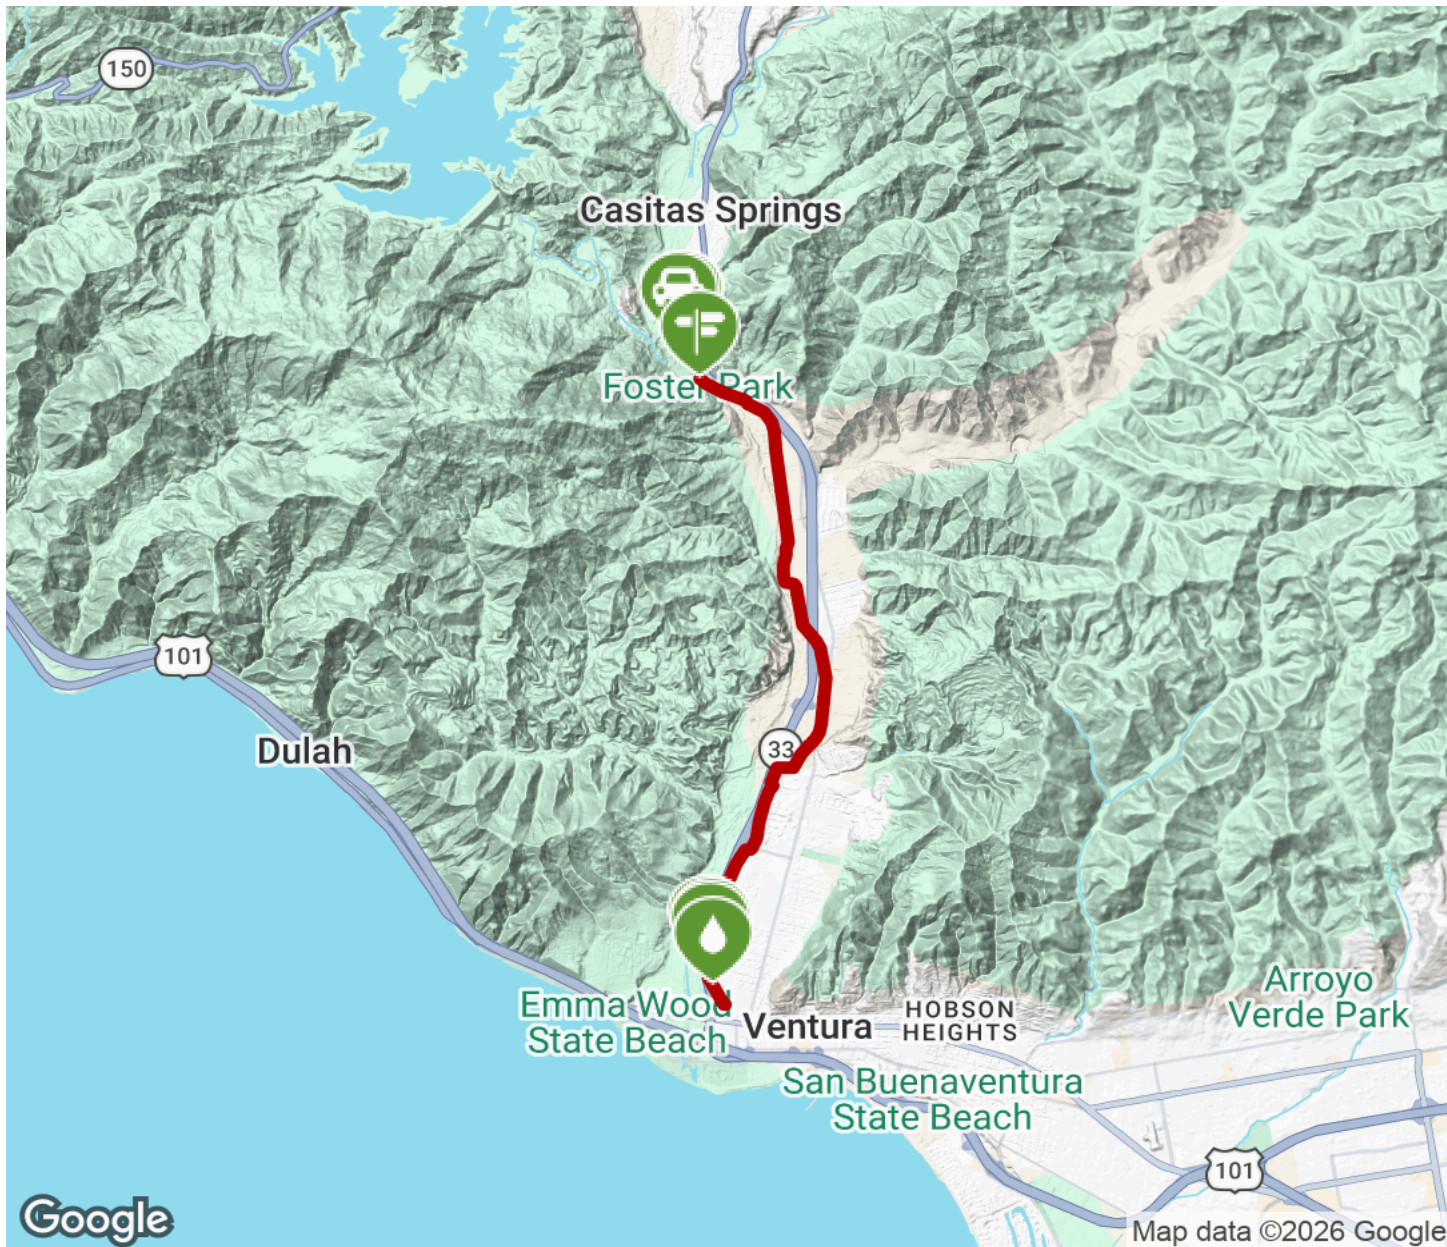 150
Casitas Springs
Foster Park
101
33
Dulah
Emma Wood
State Beach
Ventura
HOBSON
HEIGHTS
Arroyo
Verde Park
San Buenaventura
State Beach
101
Google
Map data ©2026 Google